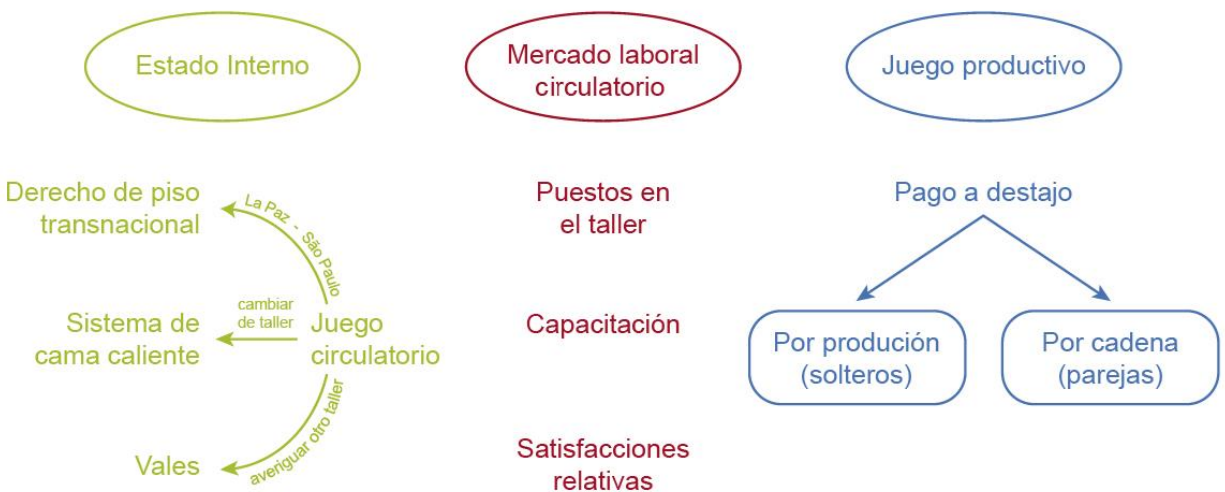 Estado Interno
Mercado laboral
circulatorio
Juego productivo
Derecho de piso
transnacional
La Paz - São Paulo
Sistema de
cama caliente
cambiar
de taller
Juego
circulatorio
Vales
averiguar otro taller
Puestos en
el taller
Capacitación
Satisfacciones
relativas
Pago a destajo
Por produción
(solteros)
Por cadena
(parejas)